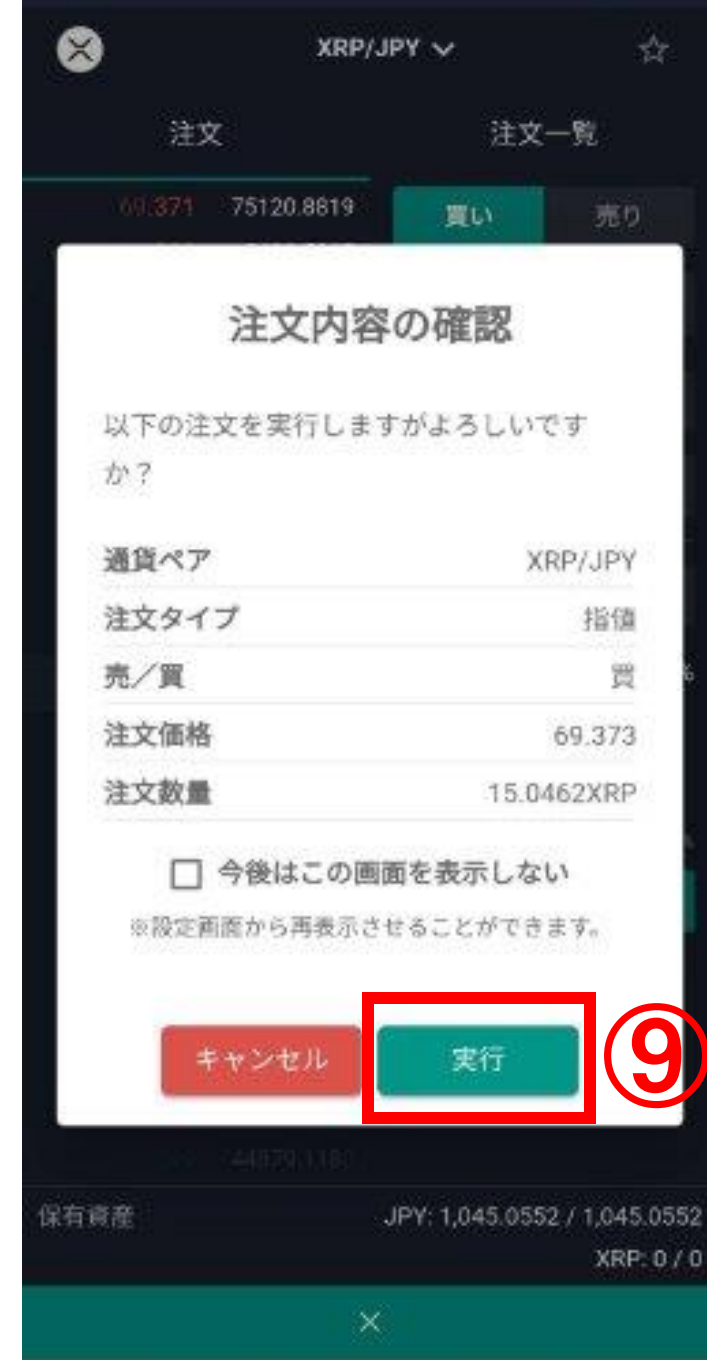 XRP/JPY
注文 注文一覧
69.371 75120.8819 買い 売り
注文内容の確認
以下の注文を実行しますがよろしいです
か？
通貨ペア XRP/JPY
注文タイプ 指値
売／買 買
注文価格 69.373
注文数量 15.0462XRP
今後はこの画面を表示しない
※設定画面から再表示させることができます。
キャンセル 実行 ⑨
保有資産 JPY: 1,045.0552 / 1,045.0552
XRP: 0 / 0